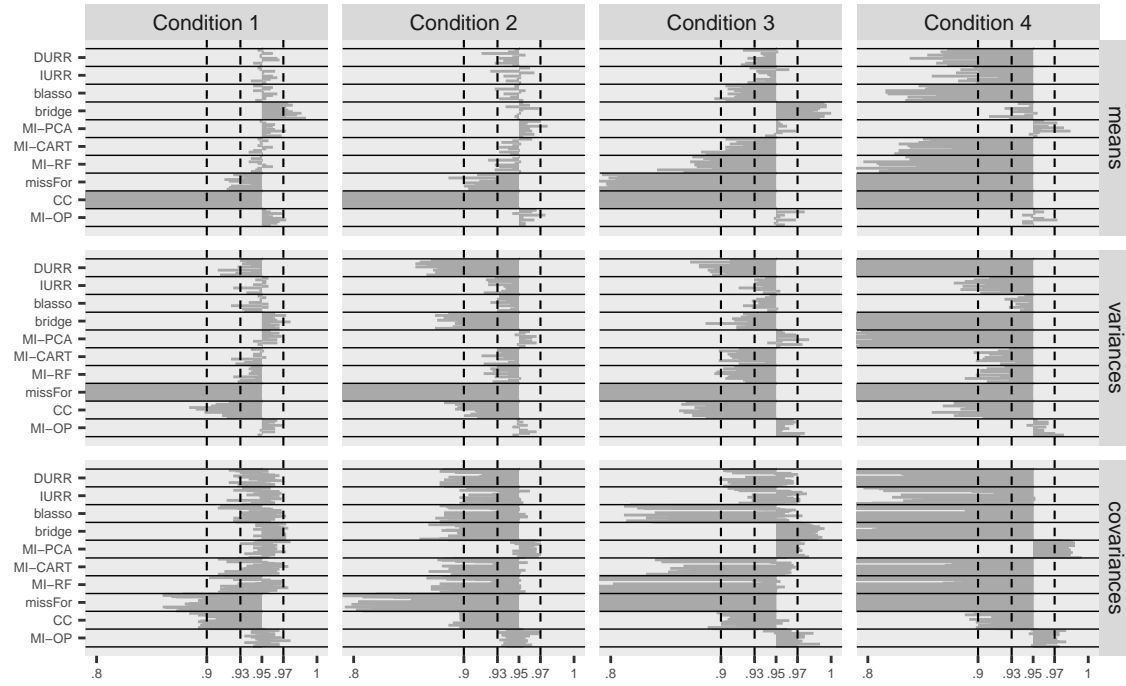 Condition 1 Condition 2 Condition 3 Condition 4
DURR
IURR
blasso
bridge
MI−PCA
MI−CART
MI−RF
missFor
CC
MI−OP
means
DURR
IURR
blasso
bridge
MI−PCA
MI−CART
MI−RF
missFor
CC
MI−OP
variances
DURR
IURR
blasso
bridge
MI−PCA
MI−CART
MI−RF
missFor
CC
MI−OP
covariances
.8 .9 .93 .95 .97 1 .8 .9 .93 .95 .97 1 .8 .9 .93 .95 .97 1 .8 .9 .93 .95 .97 1